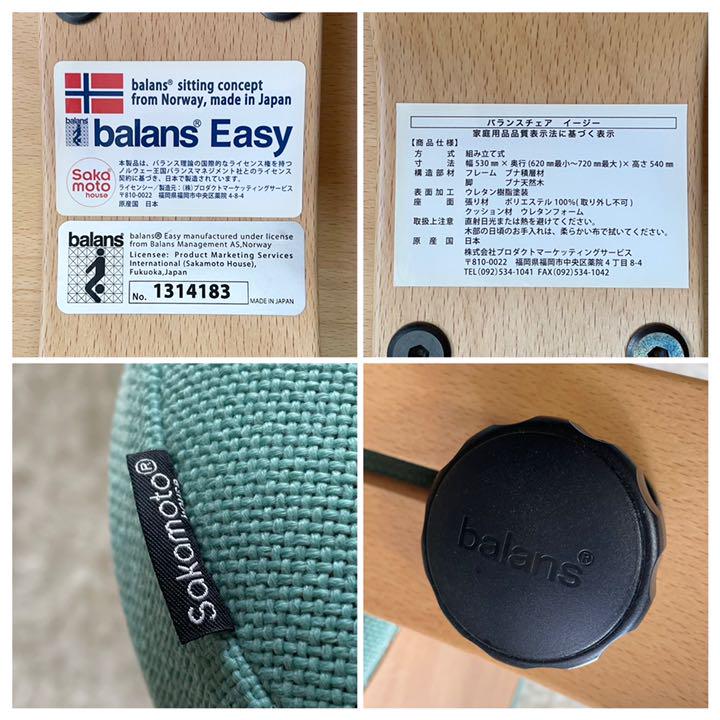 balans® sitting concept
from Norway, made in Japan
balans
balans® Easy
Saka
moto
house
本製品は、バランス理論の国際的なライセンス権を持つ
ノルウェー王国バランスマネジメント社とのライセンス
契約に基づき、日本で製造されています。
ライセンシー/製造元:(株)プロダクトマーケッティングサービス
〒810-0022 福岡県福岡市中央区薬院 4-8-4
原産国 日本
balans®
balans® Easy manufactured under license
from Balans Management AS,Norway
Licensee: Product Marketing Services
International (Sakamoto House),
Fukuoka,Japan
No. 1314183
MADE IN JAPAN
バランスチェア イージー
家庭用品品質表示法に基づく表示
【商品仕様】
方 式 組み立て式
寸 法 幅 530 ㎜ × 奥行 (620 ㎜最小~720 ㎜最大) × 高さ 540 ㎜
構造部材 フレーム ブナ積層材
脚 ブナ天然木
表面加工 ウレタン樹脂塗装
座 面 張り材 ポリエステル 100% (取り外し不可)
クッション材 ウレタンフォーム
取扱上注意 直射日光または熱を避けてください。
木部の日頃のお手入れは、柔らかい布で拭いてください。
原 産 国 日本
株式会社プロダクトマーケッティングサービス
〒810-0022 福岡県福岡市中央区薬院 4 丁目 8-4
TEL(092)534-1041 FAX(092)534-1042
sakamoto®
house
balans®